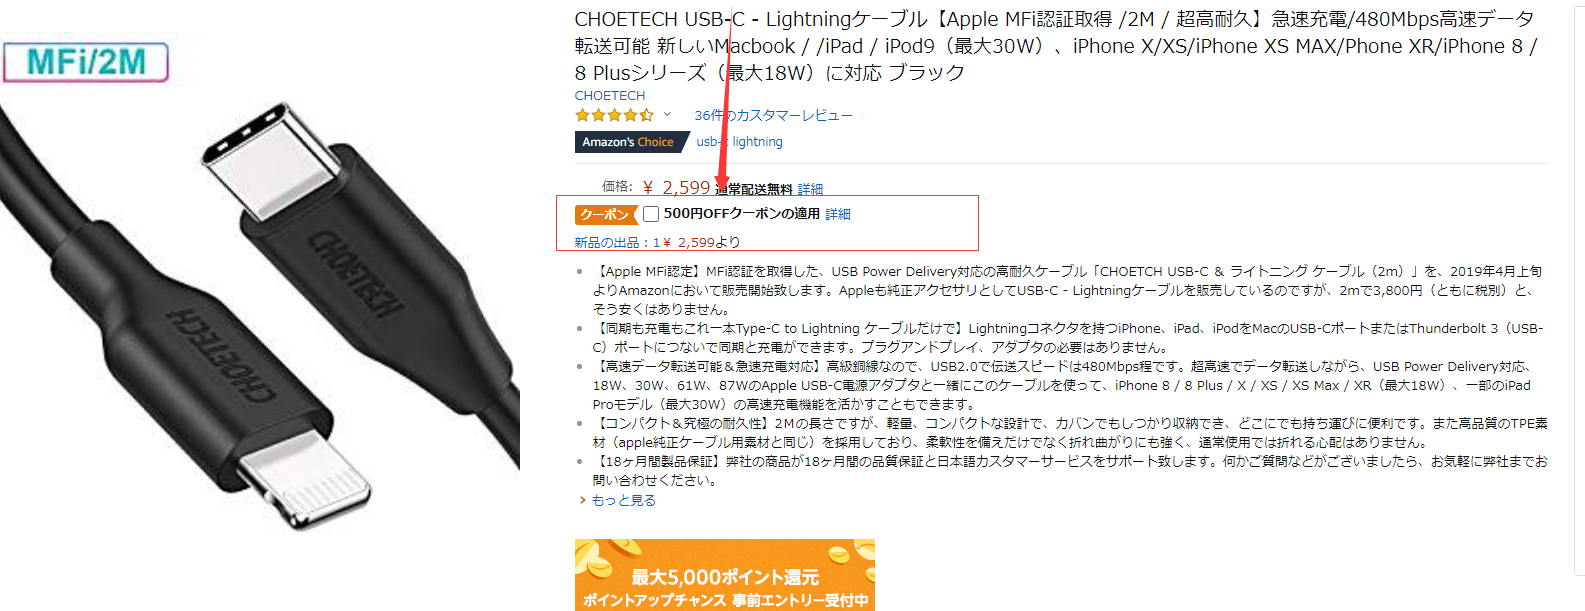 MFi/2M
CHOETECH
CHOETECH
CHOETECH USB-C - Lightningケーブル【Apple MFi認証取得 /2M / 超高耐久】急速充電/480Mbps高速データ
転送可能 新しいMacbook / /iPad / iPod9（最大30W）、iPhone X/XS/iPhone XS MAX/Phone XR/iPhone 8 /
8 Plusシリーズ（最大18W）に対応 ブラック
CHOETECH
36件のカスタマーレビュー
Amazon's Choice usb-c lightning
価格: ￥ 2,599 通常配送無料 詳細
クーポン 500円OFFクーポンの適用 詳細
新品の出品：1￥ 2,599より
【Apple MFi認定】MFi認証を取得した、USB Power Delivery対応の高耐久ケーブル「CHOETCH USB-C ＆ ライトニング ケーブル（2m）」を、2019年4月上旬
よりAmazonにおいて販売開始致します。Appleも純正アクセサリとしてUSB-C - Lightningケーブルを販売しているのですが、2mで3,800円（ともに税別）と、
そう安くはありません。
【同期も充電もこれ一本Type-C to Lightning ケーブルだけで】Lightningコネクタを持つiPhone、iPad、iPodをMacのUSB-CポートまたはThunderbolt 3（USB-
C）ポートにつないで同期と充電ができます。プラグアンドプレイ、アダプタの必要はありません。
【高速データ転送可能＆急速充電対応】高級銅線なので、USB2.0で伝送スピードは480Mbps程です。超高速でデータ転送しながら、USB Power Delivery対応、
18W、30W、61W、87WのApple USB-C電源アダプタと一緒にこのケーブルを使って、iPhone 8 / 8 Plus / X / XS / XS Max / XR（最大18W）、一部のiPad
Proモデル（最大30W）の高速充電機能を活かすこともできます。
【コンパクト＆究極の耐久性】2Mの長さですが、軽量、コンパクトな設計で、カバンでもしつかり収納でき、どこにでも持ち運びに便利です。また高品質のTPE素
材（apple純正ケーブル用素材と同じ）を採用しており、柔軟性を備えだけでなく折れ曲がりにも強く、通常使用では折れる心配はありません。
【18ヶ月間製品保証】弊社の商品が18ヶ月間の品質保証と日本語カスタマーサービスをサポート致します。何かご質問などがございましたら、お気軽に弊社までお
問い合わせください。
もっと見る
最大5,000ポイント還元
ポイントアップチャンス 事前エントリー受付中